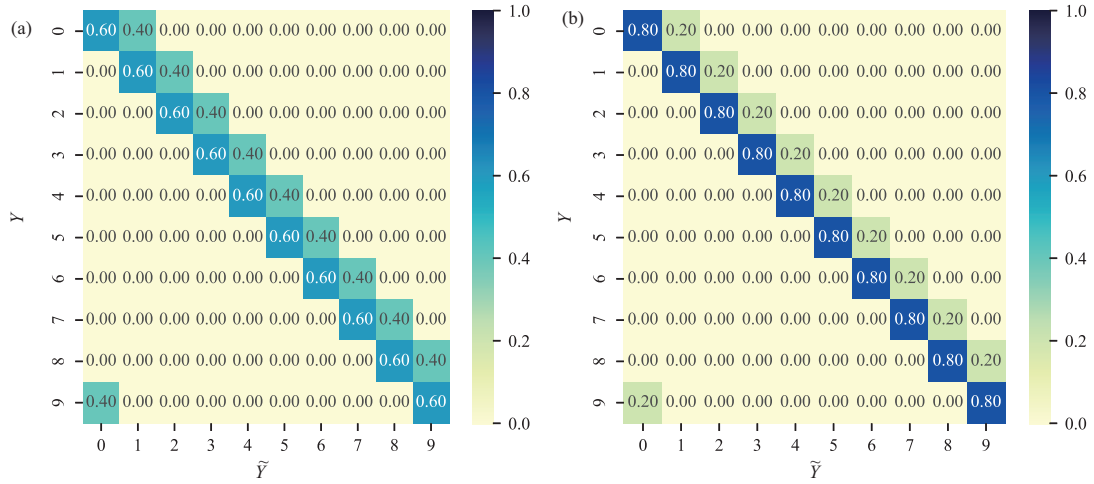 (a)
0 0.60 0.40 0.00 0.00 0.00 0.00 0.00 0.00 0.00 0.00
1 0.00 0.60 0.40 0.00 0.00 0.00 0.00 0.00 0.00 0.00
2 0.00 0.00 0.60 0.40 0.00 0.00 0.00 0.00 0.00 0.00
3 0.00 0.00 0.00 0.60 0.40 0.00 0.00 0.00 0.00 0.00
4 0.00 0.00 0.00 0.00 0.60 0.40 0.00 0.00 0.00 0.00
Y
5 0.00 0.00 0.00 0.00 0.00 0.60 0.40 0.00 0.00 0.00
6 0.00 0.00 0.00 0.00 0.00 0.00 0.60 0.40 0.00 0.00
7 0.00 0.00 0.00 0.00 0.00 0.00 0.00 0.60 0.40 0.00
8 0.00 0.00 0.00 0.00 0.00 0.00 0.00 0.00 0.60 0.40
9 0.40 0.00 0.00 0.00 0.00 0.00 0.00 0.00 0.00 0.60
0 1 2 3 4 5 6 7 8 9
Ỹ
1.0
0.8
0.6
0.4
0.2
0.0
(b)
0 0.80 0.20 0.00 0.00 0.00 0.00 0.00 0.00 0.00 0.00
1 0.00 0.80 0.20 0.00 0.00 0.00 0.00 0.00 0.00 0.00
2 0.00 0.00 0.80 0.20 0.00 0.00 0.00 0.00 0.00 0.00
3 0.00 0.00 0.00 0.80 0.20 0.00 0.00 0.00 0.00 0.00
4 0.00 0.00 0.00 0.00 0.80 0.20 0.00 0.00 0.00 0.00
Y
5 0.00 0.00 0.00 0.00 0.00 0.80 0.20 0.00 0.00 0.00
6 0.00 0.00 0.00 0.00 0.00 0.00 0.80 0.20 0.00 0.00
7 0.00 0.00 0.00 0.00 0.00 0.00 0.00 0.80 0.20 0.00
8 0.00 0.00 0.00 0.00 0.00 0.00 0.00 0.00 0.80 0.20
9 0.20 0.00 0.00 0.00 0.00 0.00 0.00 0.00 0.00 0.80
0 1 2 3 4 5 6 7 8 9
Ỹ
1.0
0.8
0.6
0.4
0.2
0.0